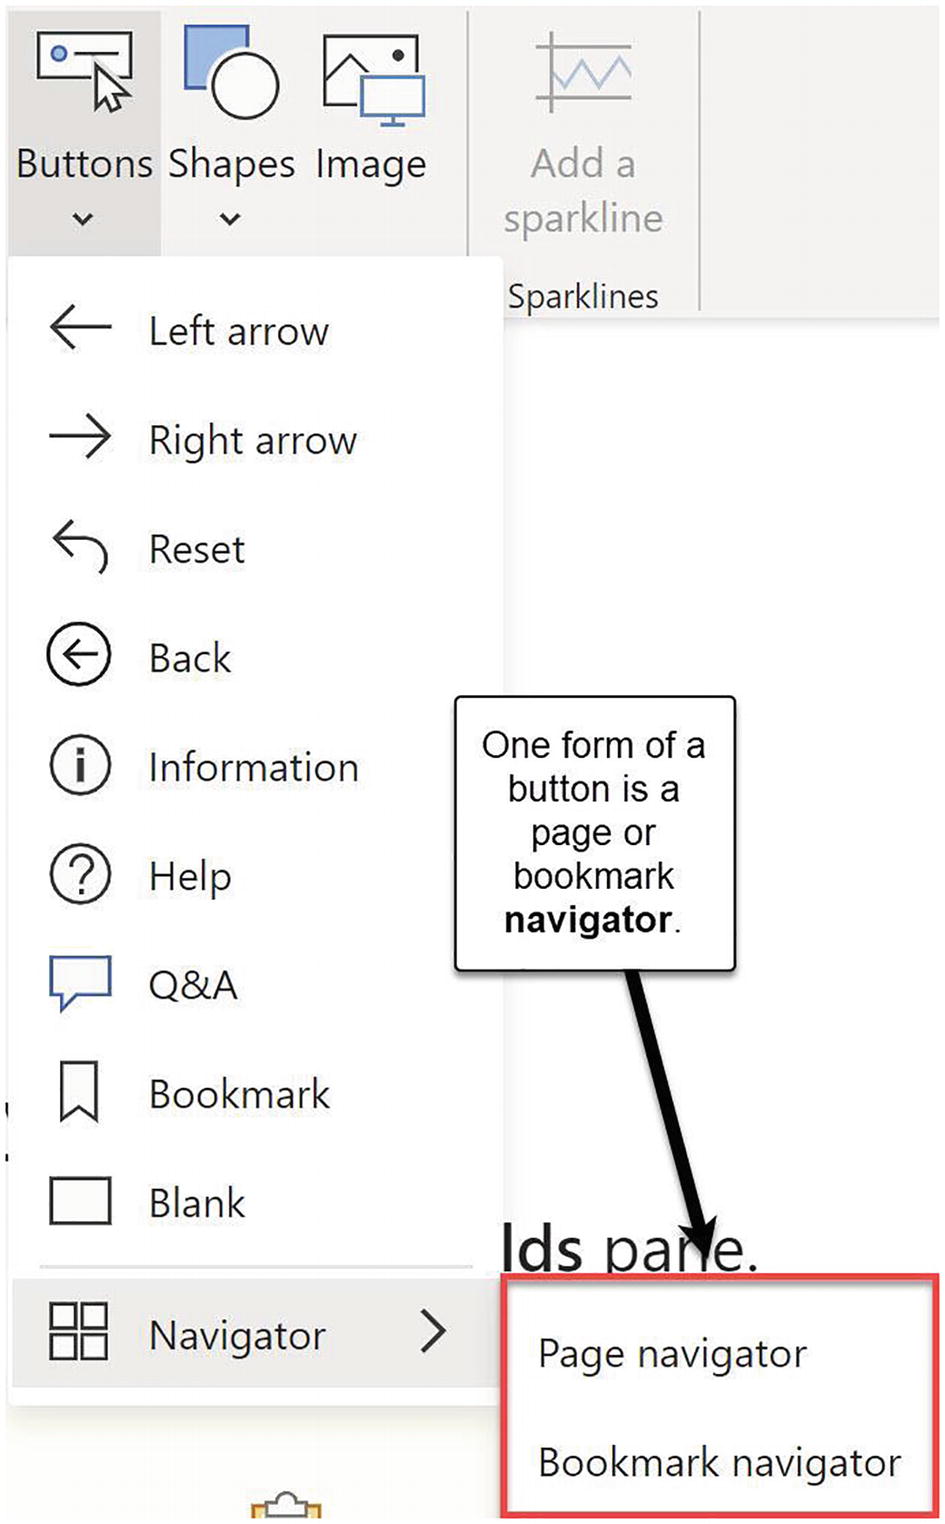 Buttons Shapes Image
Add a
sparkline
Sparklines
Left arrow
Right arrow
Reset
Back
Information
Help
Q&A
Bookmark
Blank
Navigator
One form of a
button is a
page or
bookmark
navigator.
lds pane.
Page navigator
Bookmark navigator